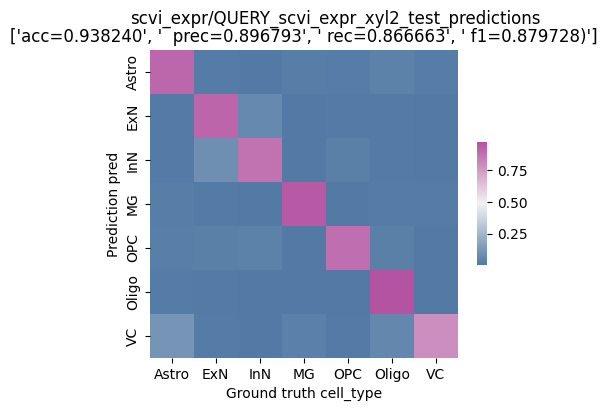 scvi_expr/QUERY_scvi_expr_xyl2_test_predictions
['acc=0.938240', '  prec=0.896793', ' rec=0.866663', ' f1=0.879728)']
Astro
ExN
InN
MG
OPC
Oligo
VC
Prediction pred
0.75
0.50
0.25
Astro ExN InN MG OPC Oligo VC
Ground truth cell_type